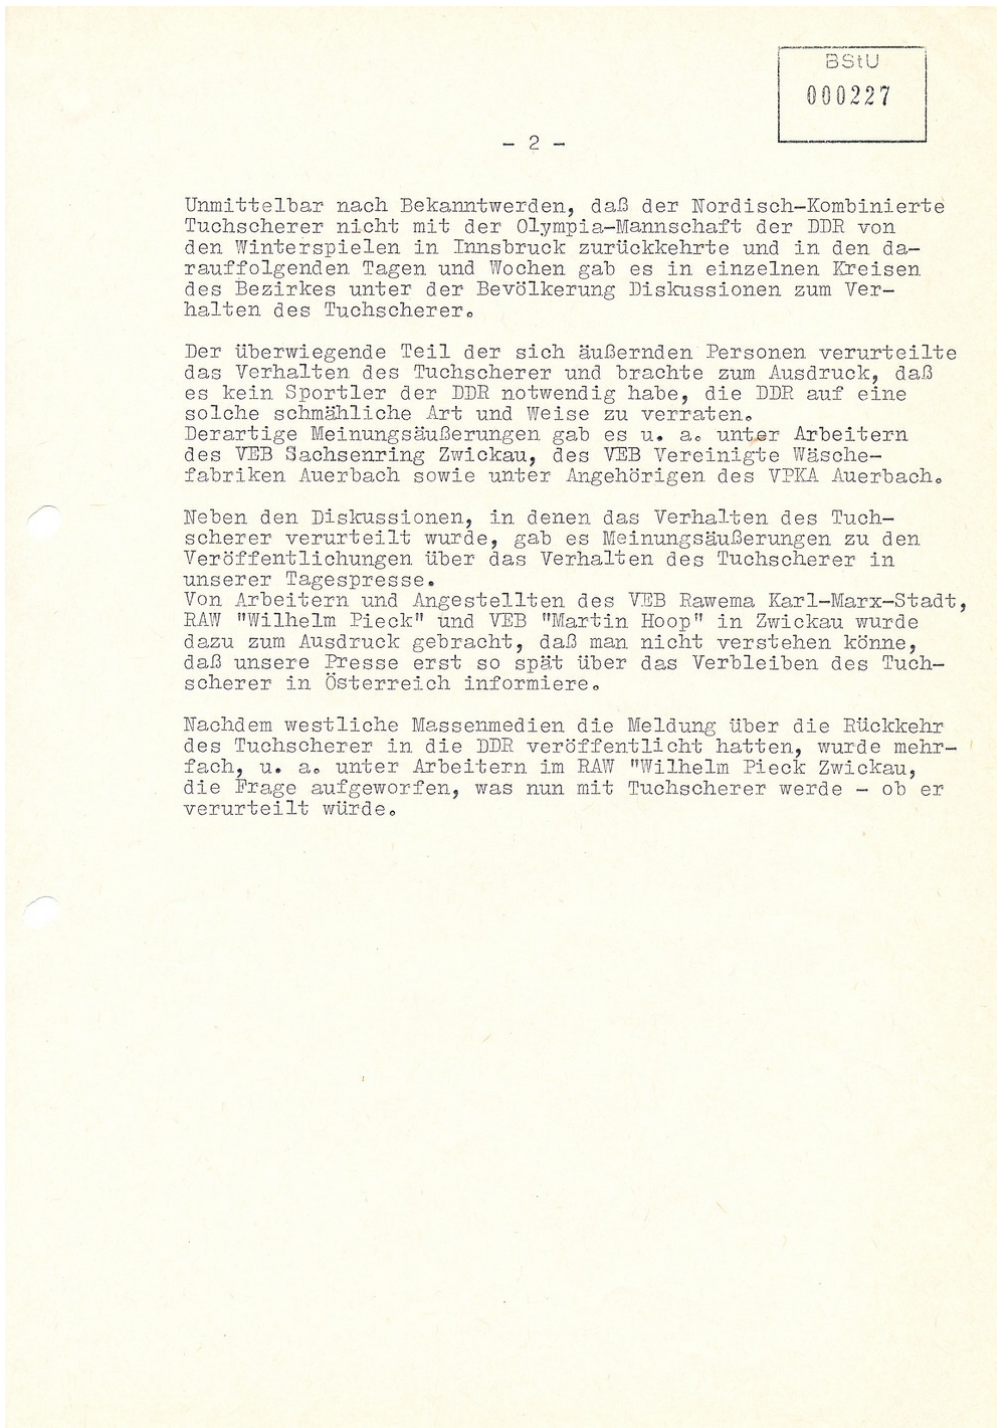 BStU
000227
- 2 -
Unmittelbar nach Bekanntwerden, daß der Nordisch-Kombinierte
Tuchscherer nicht mit der Olympia-Mannschaft der DDR von
den Winterspielen in Innsbruck zurückkehrte und in den da-
rauffolgenden Tagen und Wochen gab es in einzelnen Kreisen
des Bezirkes unter der Bevölkerung Diskussionen zum Ver-
halten des Tuchscherer.
Der überwiegende Teil der sich äußernden Personen verurteilte
das Verhalten des Tuchscherer und brachte zum Ausdruck, daß
es kein Sportler der DDR notwendig habe, die DDR auf eine
solche schmähliche Art und Weise zu verraten.
Derartige Meinungsäußerungen gab es u. a. unter Arbeitern
des VEB Sachsenring Zwickau, des VEB Vereinigte Wäsche-
fabriken Auerbach sowie unter Angehörigen des VPKA Auerbach.
Neben den Diskussionen, in denen das Verhalten des Tuch-
scherer verurteilt wurde, gab es Meinungsäußerungen zu den
Veröffentlichungen über das Verhalten des Tuchscherer in
unserer Tagespresse.
Von Arbeitern und Angestellten des VEB Rawema Karl-Marx-Stadt,
RAW "Wilhelm Pieck" und VEB "Martin Hoop" in Zwickau wurde
dazu zum Ausdruck gebracht, daß man nicht verstehen könne,
daß unsere Presse erst so spät über das Verbleiben des Tuch-
scherer in Österreich informiere.
Nachdem westliche Massenmedien die Meldung über die Rückkehr
des Tuchscherer in die DDR veröffentlicht hatten, wurde mehr-
fach, u. a. unter Arbeitern im RAW "Wilhelm Pieck Zwickau,
die Frage aufgeworfen, was nun mit Tuchscherer werde - ob er
verurteilt würde.